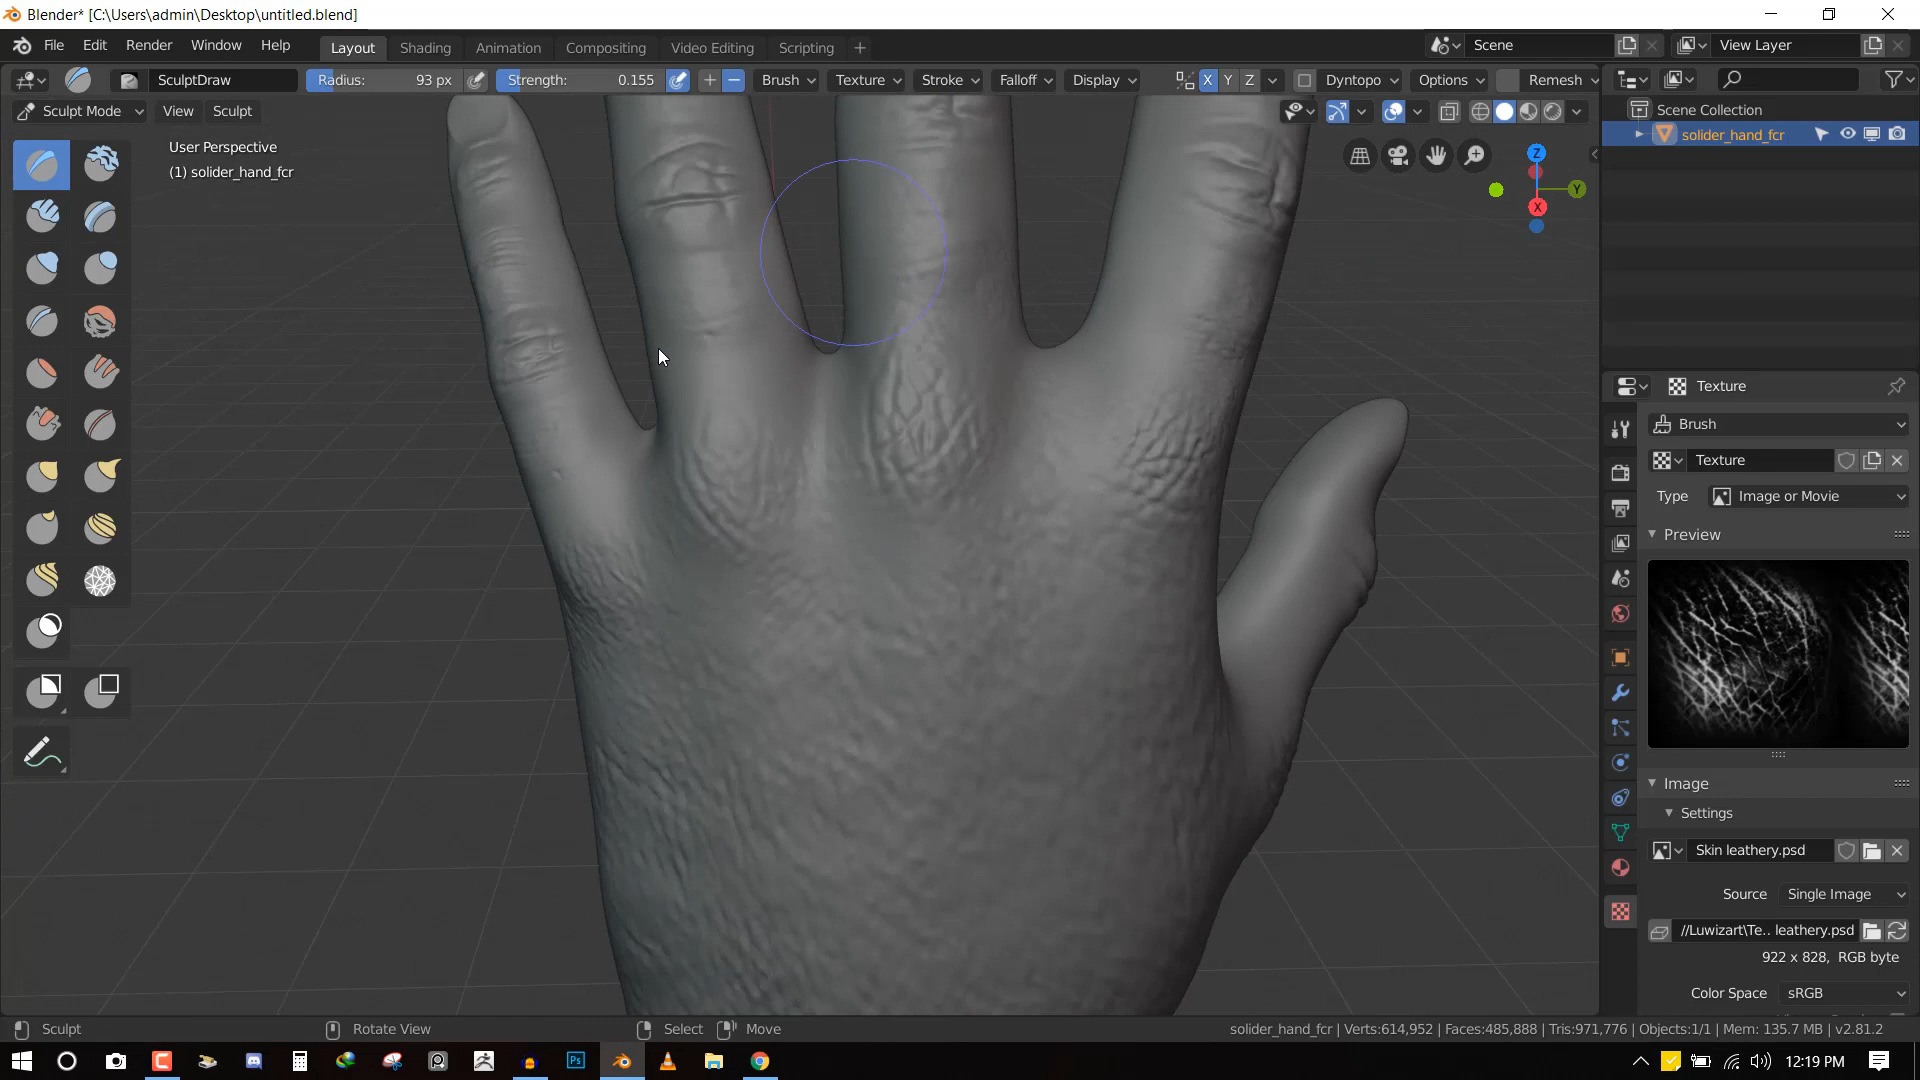 Blender* [C:\Users\admin\Desktop\untitled.blend]
File Edit Render Window Help Layout Shading Animation Compositing Video Editing Scripting + Scene View Layer
SculptDraw Radius: 93 px Strength: 0.155 Brush Texture Stroke Falloff Display X Y Z Dyntopo Options Remesh
Sculpt Mode View Sculpt
Scene Collection
solider_hand_fcr
User Perspective
(1) solider_hand_fcr
Z
Y
X
Texture
Brush
Texture
Type Image or Movie
Preview
Image
Settings
Skin leathery.psd
Source Single Image
//Luwizart\Te.. leathery.psd
922 x 828, RGB byte
Color Space sRGB
Sculpt Rotate View Select Move solider_hand_fcr | Verts:614,952 | Faces:485,888 | Tris:971,776 | Objects:1/1 | Mem: 135.7 MB | v2.81.2
Ps
12:19 PM